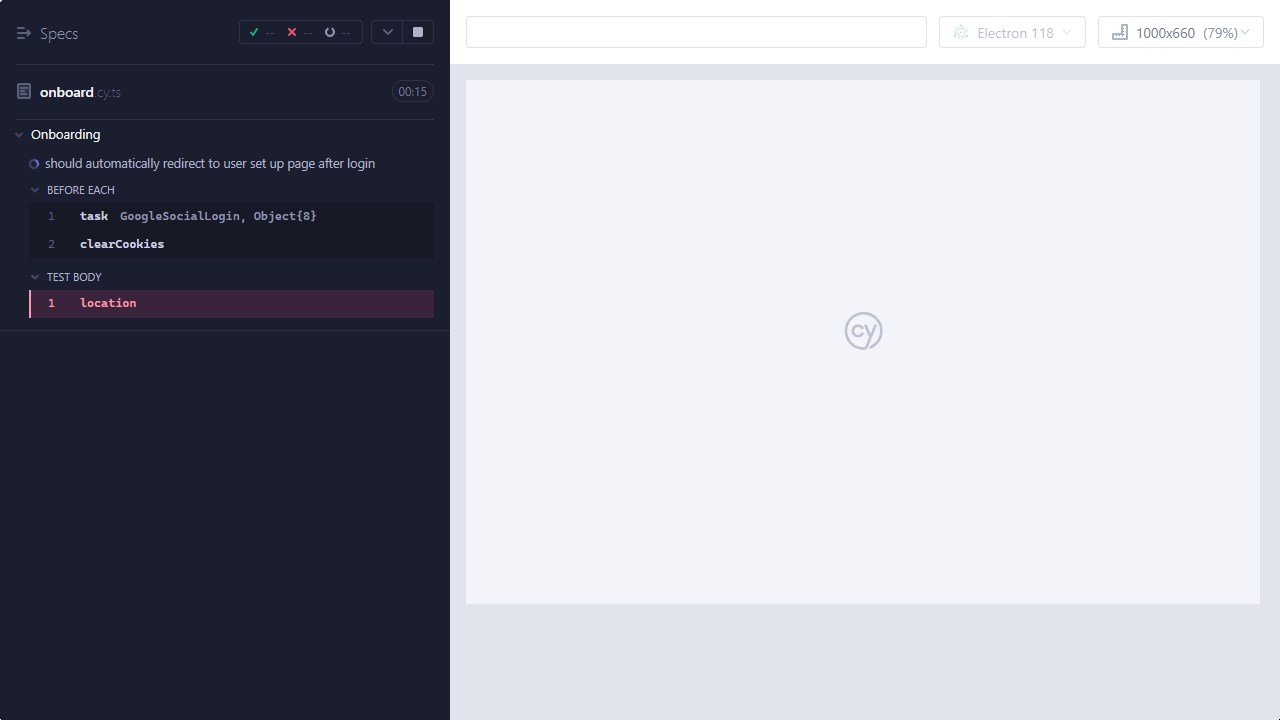 Specs
-- -- --
onboard.cy.ts 00:15
Onboarding
should automatically redirect to user set up page after login
BEFORE EACH
1 task GoogleSocialLogin, Object{8}
2 clearCookies
TEST BODY
1 location
Electron 118
1000x660 (79%)
cy